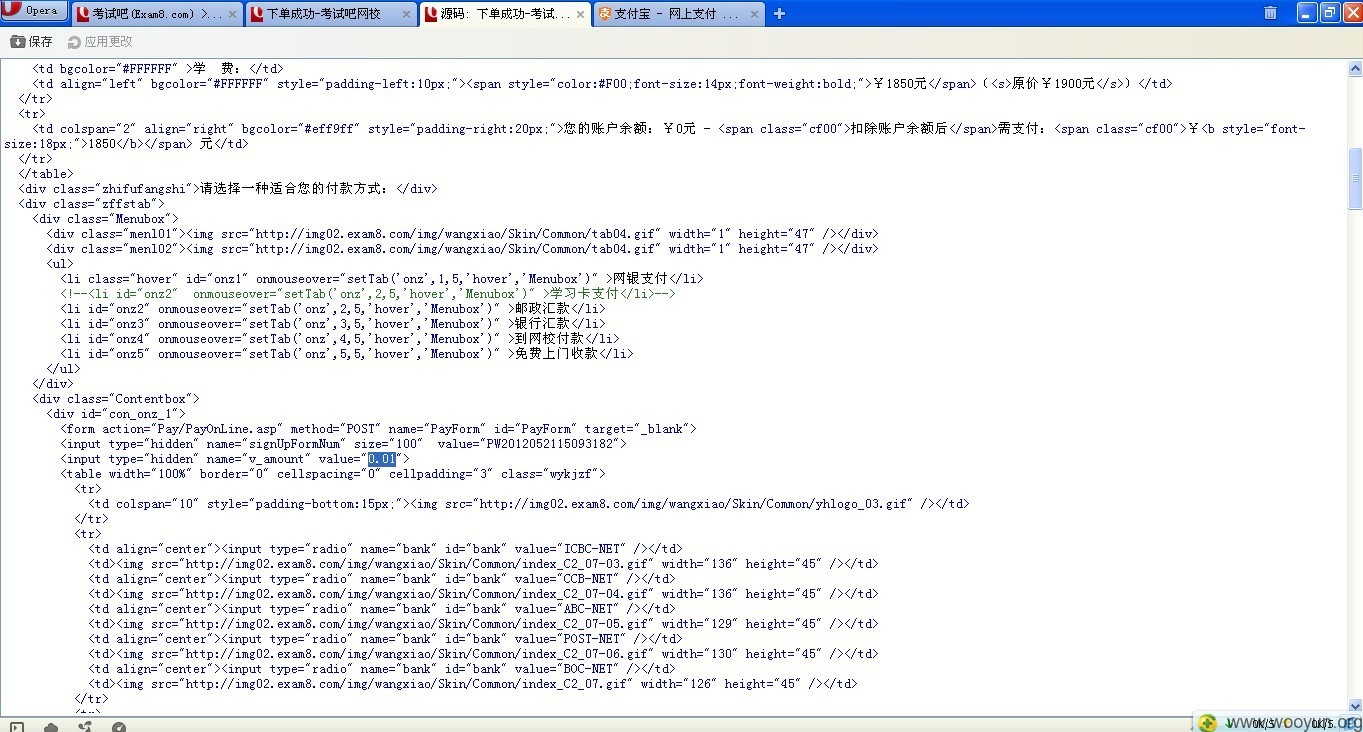 Opera
考试吧(Exam8.com) >...
下单成功-考试吧网校
源码: 下单成功-考试...
支付宝 - 网上支付 ...
保存 应用更改
<td bgcolor="#FFFFFF" >学　费：</td>
<td align="left" bgcolor="#FFFFFF" style="padding-left:10px;"><span style="color:#F00;font-size:14px;font-weight:bold;">￥1850元</span>（<s>原价￥1900元</s>）</td>
</tr>
<tr>
<td colspan="2" align="right" bgcolor="#eff9ff" style="padding-right:20px;">您的账户余额：￥0元 - <span class="cf00">扣除账户余额后</span>需支付：<span class="cf00">￥<b style="font-
size:18px;">1850</b></span> 元</td>
</tr>
</table>
<div class="zhifufangshi">请选择一种适合您的付款方式：</div>
<div class="zffstab">
<div class="Menubox">
<div class="menl01"><img src="http://img02.exam8.com/img/wangxiao/Skin/Common/tab04.gif" width="1" height="47" /></div>
<div class="menl02"><img src="http://img02.exam8.com/img/wangxiao/Skin/Common/tab04.gif" width="1" height="47" /></div>
<ul>
<li class="hover" id="onz1" onmouseover="setTab('onz',1,5,'hover','Menubox')" >网银支付</li>
<!--<li id="onz2"  onmouseover="setTab('onz',2,5,'hover','Menubox')" >学习卡支付</li>-->
<li id="onz2" onmouseover="setTab('onz',2,5,'hover','Menubox')" >邮政汇款</li>
<li id="onz3" onmouseover="setTab('onz',3,5,'hover','Menubox')" >银行汇款</li>
<li id="onz4" onmouseover="setTab('onz',4,5,'hover','Menubox')" >到网校付款</li>
<li id="onz5" onmouseover="setTab('onz',5,5,'hover','Menubox')" >免费上门收款</li>
</ul>
</div>
<div class="Contentbox">
<div id="con_onz_1">
<form action="Pay/PayOnLine.asp" method="POST" name="PayForm" id="PayForm" target="_blank">
<input type="hidden" name="signUpFormNum" size="100"  value="PW2012052115093182">
<input type="hidden" name="v_amount" value="0.01">
<table width="100%" border="0" cellspacing="0" cellpadding="3" class="wykjzf">
<tr>
<td colspan="10" style="padding-bottom:15px;"><img src="http://img02.exam8.com/img/wangxiao/Skin/Common/yhlogo_03.gif" /></td>
</tr>
<tr>
<td align="center"><input type="radio" name="bank" id="bank" value="ICBC-NET" /></td>
<td><img src="http://img02.exam8.com/img/wangxiao/Skin/Common/index_C2_07-03.gif" width="136" height="45" /></td>
<td align="center"><input type="radio" name="bank" id="bank" value="CCB-NET" /></td>
<td><img src="http://img02.exam8.com/img/wangxiao/Skin/Common/index_C2_07-04.gif" width="136" height="45" /></td>
<td align="center"><input type="radio" name="bank" id="bank" value="ABC-NET" /></td>
<td><img src="http://img02.exam8.com/img/wangxiao/Skin/Common/index_C2_07-05.gif" width="129" height="45" /></td>
<td align="center"><input type="radio" name="bank" id="bank" value="POST-NET" /></td>
<td><img src="http://img02.exam8.com/img/wangxiao/Skin/Common/index_C2_07-06.gif" width="130" height="45" /></td>
<td align="center"><input type="radio" name="bank" id="bank" value="BOC-NET" /></td>
<td><img src="http://img02.exam8.com/img/wangxiao/Skin/Common/index_C2_07.gif" width="126" height="45" /></td>
</tr>
<tr>
www.wooyun.org